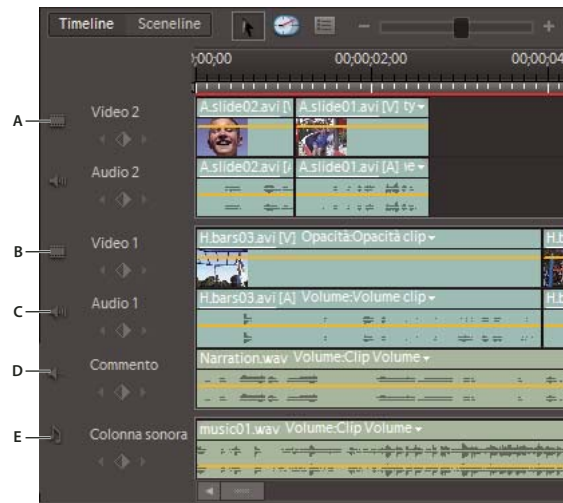 Timeline Sceneline
00;00 00;00;02;00 00;00;04
A Video 2 A.slide02.avi [V A.slide01.avi [V] ty
Audio 2 A.slide02.avi [A A.slide01.avi [A]
B Video 1 H.bars03.avi [V] Opacità:Opacità clip H.b
C Audio 1 H.bars03.avi [A] Volume:Volume clip H.b
D Commento Narration.wav Volume:Clip Volume
E Colonna sonora music01.wav Volume:Clip Volume